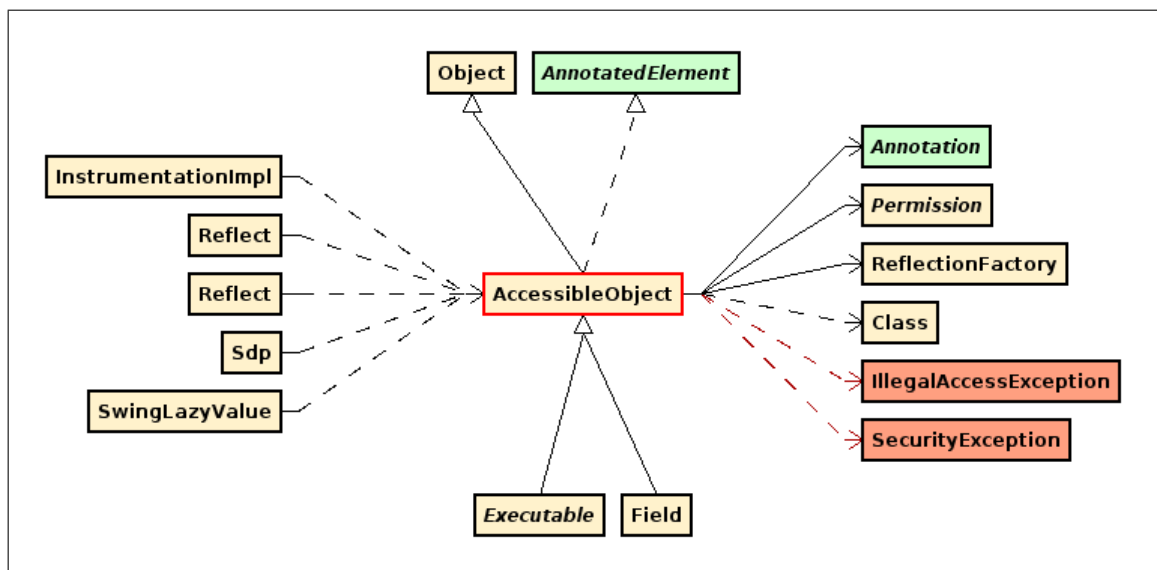 Object
AnnotatedElement
Annotation
InstrumentationImpl
Permission
Reflect
ReflectionFactory
Reflect
AccessibleObject
Class
Sdp
IllegalAccessException
SwingLazyValue
SecurityException
Executable
Field